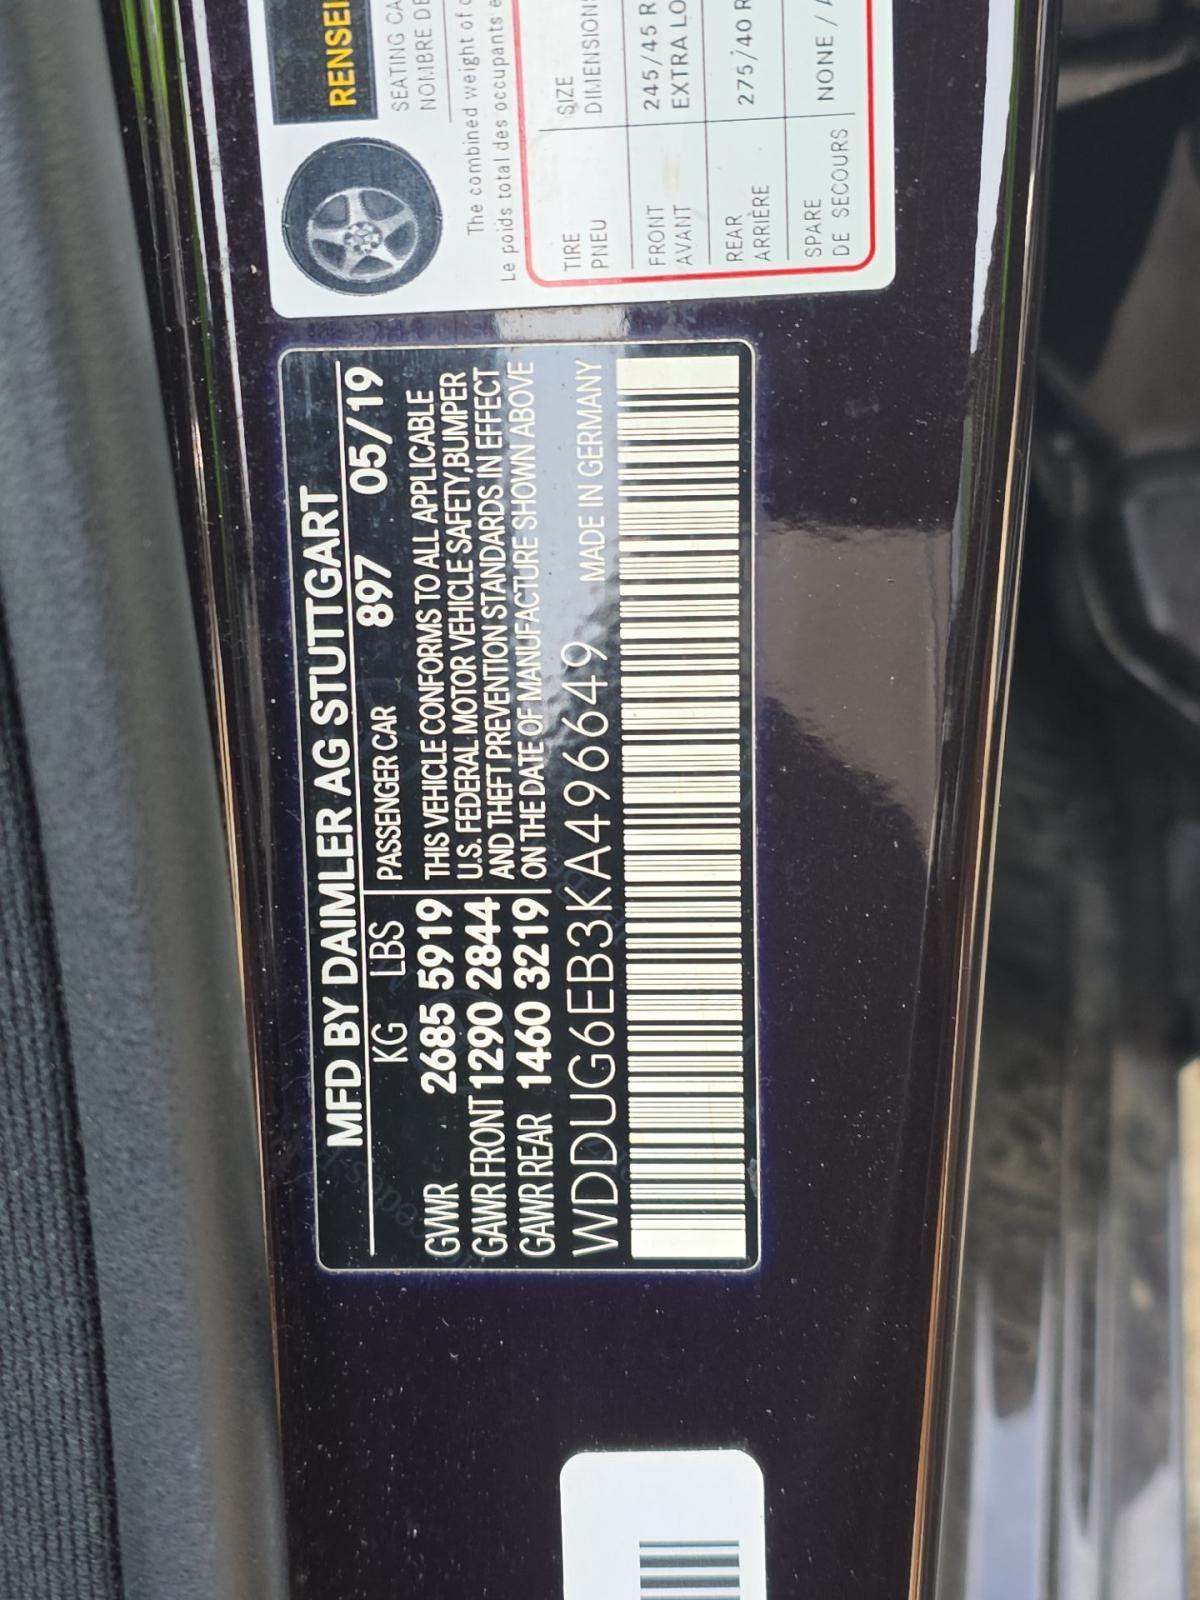 RENSEI
SEATING CA
NOMBRE DE
The combined weight of
Le poids total des occupants e
TIRE SIZE
PNEU DIMENSIONS
FRONT 245/45 R
AVANT EXTRA LO
REAR 275/40 R
ARRIÈRE
SPARE NONE / A
DE SECOURS
MFD BY DAIMLER AG STUTTGART
KG LBS PASSENGER CAR 897 05/19
GVWR 2685 5919 THIS VEHICLE CONFORMS TO ALL APPLICABLE
GAWR FRONT 1290 2844 U.S. FEDERAL MOTOR VEHICLE SAFETY,BUMPER
GAWR REAR 1460 3219 AND THEFT PREVENTION STANDARDS IN EFFECT
ON THE DATE OF MANUFACTURE SHOWN ABOVE
WDDUG6EB3KA496649 MADE IN GERMANY